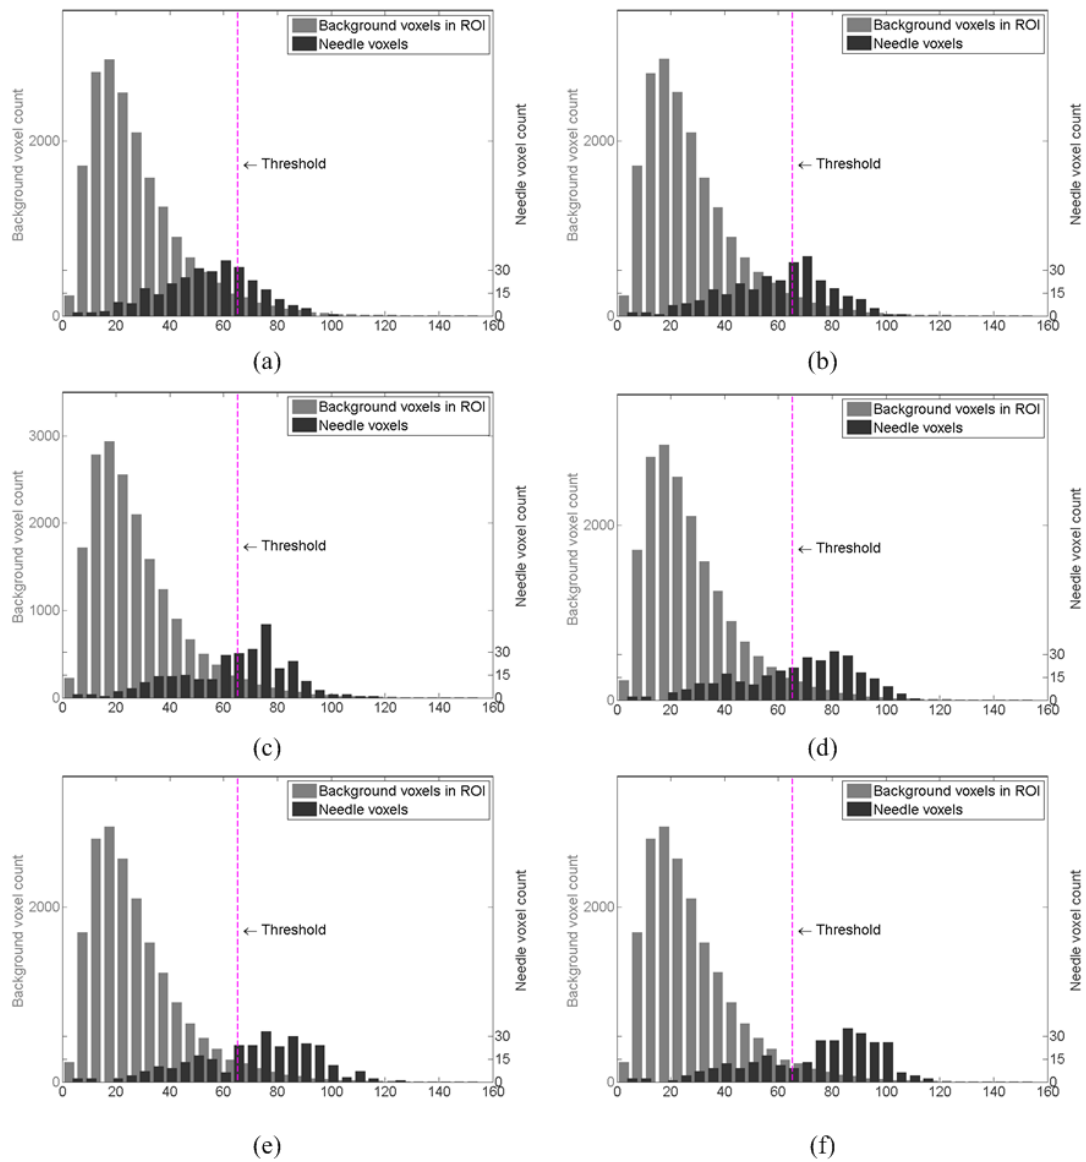 Background voxels in ROI
Needle voxels
Background voxel count
Needle voxel count
2000
0
← Threshold
30
15
0
0 20 40 60 80 100 120 140 160
(a)
Background voxels in ROI
Needle voxels
Background voxel count
Needle voxel count
2000
0
← Threshold
30
15
0
0 20 40 60 80 100 120 140 160
(b)
Background voxels in ROI
Needle voxels
Background voxel count
Needle voxel count
3000
2000
1000
0
← Threshold
30
15
0
0 20 40 60 80 100 120 140 160
(c)
Background voxels in ROI
Needle voxels
Background voxel count
Needle voxel count
2000
0
← Threshold
30
15
0
0 20 40 60 80 100 120 140 160
(d)
Background voxels in ROI
Needle voxels
Background voxel count
Needle voxel count
2000
0
← Threshold
30
15
0
0 20 40 60 80 100 120 140 160
(e)
Background voxels in ROI
Needle voxels
Background voxel count
Needle voxel count
2000
0
← Threshold
30
15
0
0 20 40 60 80 100 120 140 160
(f)